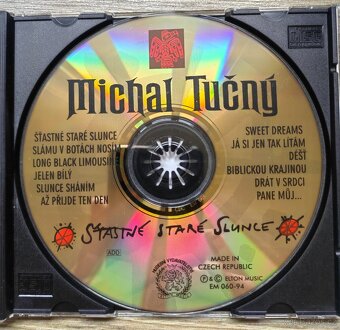 Michal Tučný
ŠŤASTNÉ STARÉ SLUNCE
SLÁMU V BOTÁCH NOSÍM
LONG BLACK LIMOUSINE
JELEN BÍLÝ
SLUNCE SHÁNÍM
AŽ PŘIJDE TEN DEN
SWEET DREAMS
JÁ SI JEN TAK LÍTÁM
DÉŠŤ
BIBLICKOU KRAJINOU
DRÁT V SRDCI
PANE MŮJ...
ŠŤASTNÉ STARÉ SLUNCE
ADD
MADE IN
CZECH REPUBLIC
℗ & © ELTON MUSIC
EM 060-94